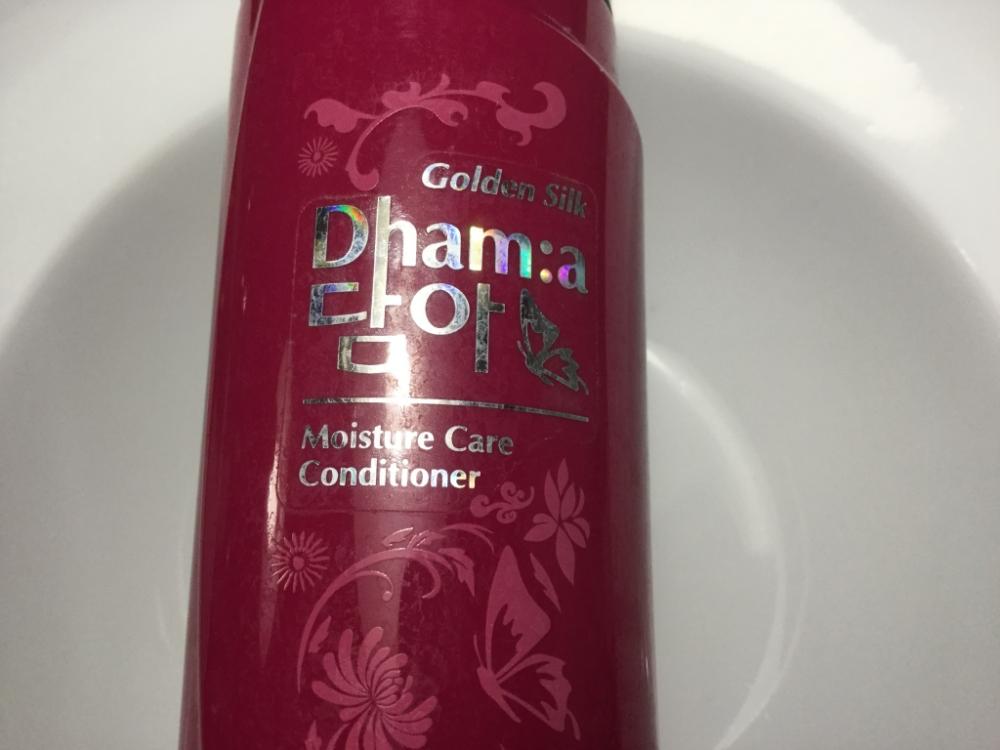 Golden Silk
Dham:a
담아
Moisture Care
Conditioner